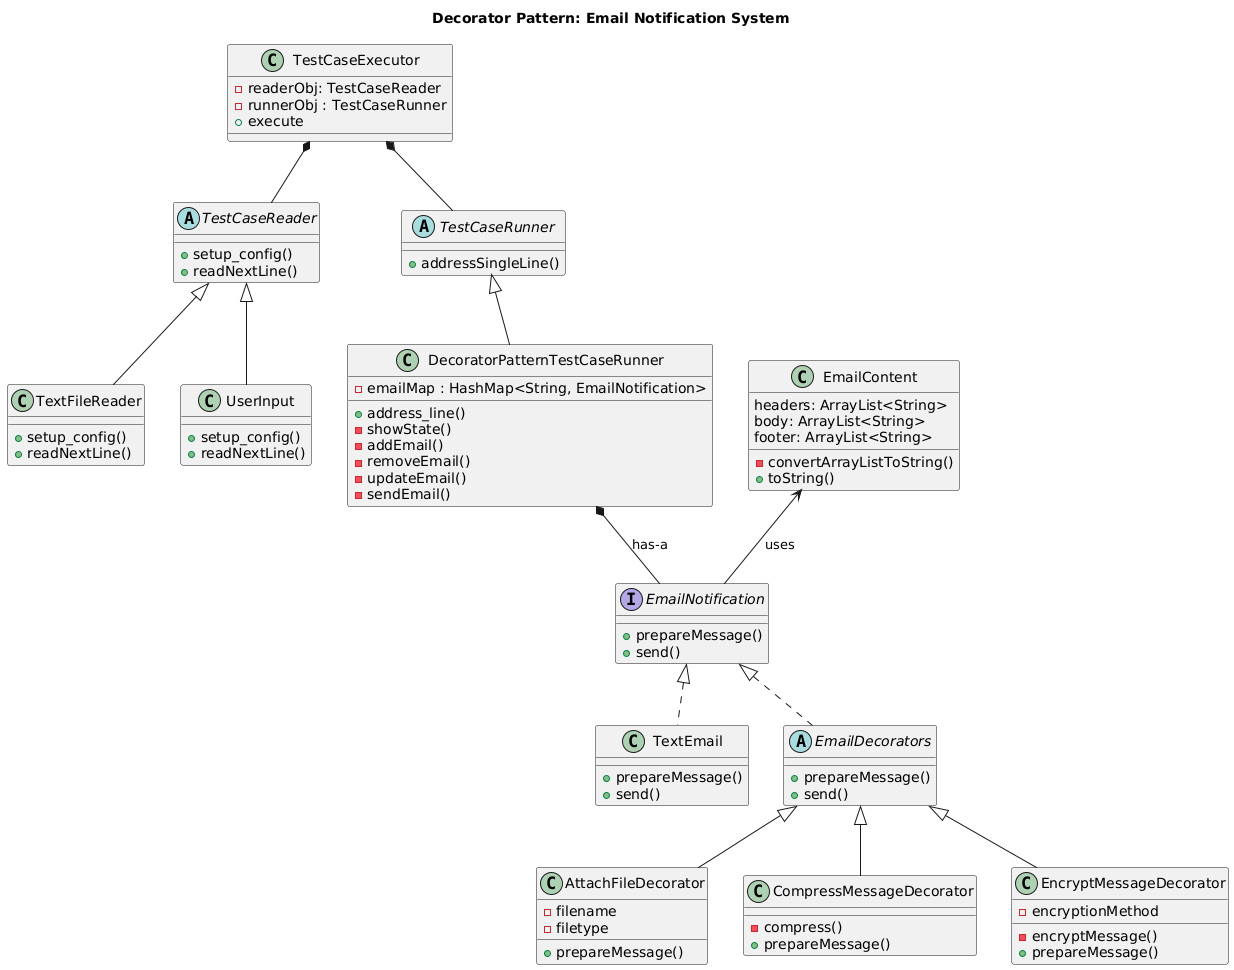 Decorator Pattern: Email Notification System
C TestCaseExecutor
readerObj: TestCaseReader
runnerObj : TestCaseRunner
execute
A TestCaseReader
setup_config()
readNextLine()
A TestCaseRunner
addressSingleLine()
C TextFileReader
setup_config()
readNextLine()
C UserInput
setup_config()
readNextLine()
C DecoratorPatternTestCaseRunner
emailMap : HashMap<String, EmailNotification>
address_line()
showState()
addEmail()
removeEmail()
updateEmail()
sendEmail()
C EmailContent
headers: ArrayList<String>
body: ArrayList<String>
footer: ArrayList<String>
convertArrayListToString()
toString()
has-a
uses
I EmailNotification
prepareMessage()
send()
C TextEmail
prepareMessage()
send()
A EmailDecorators
prepareMessage()
send()
C AttachFileDecorator
filename
filetype
prepareMessage()
C CompressMessageDecorator
compress()
prepareMessage()
C EncryptMessageDecorator
encryptionMethod
encryptMessage()
prepareMessage()